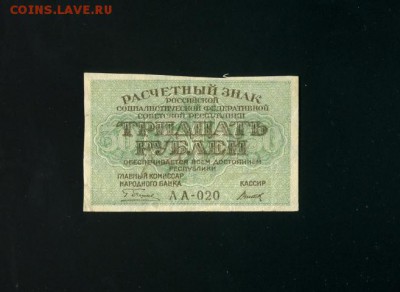 COINS.LAVE.RU
РАСЧЕТНЫЙ ЗНАК
РОССИЙСКОЙ
СОЦИАЛИСТИЧЕСКОЙ ФЕДЕРАТИВНОЙ
СОВЕТСКОЙ РЕСПУБЛИКИ
ТРИДЦАТЬ
РУБЛЕЙ
ОБЕСПЕЧИВАЕТСЯ ВСЕМ ДОСТОЯНИЕМ
РЕСПУБЛИКИ
ГЛАВНЫЙ КОМИССАР
НАРОДНОГО БАНКА
КАССИР
АА-020